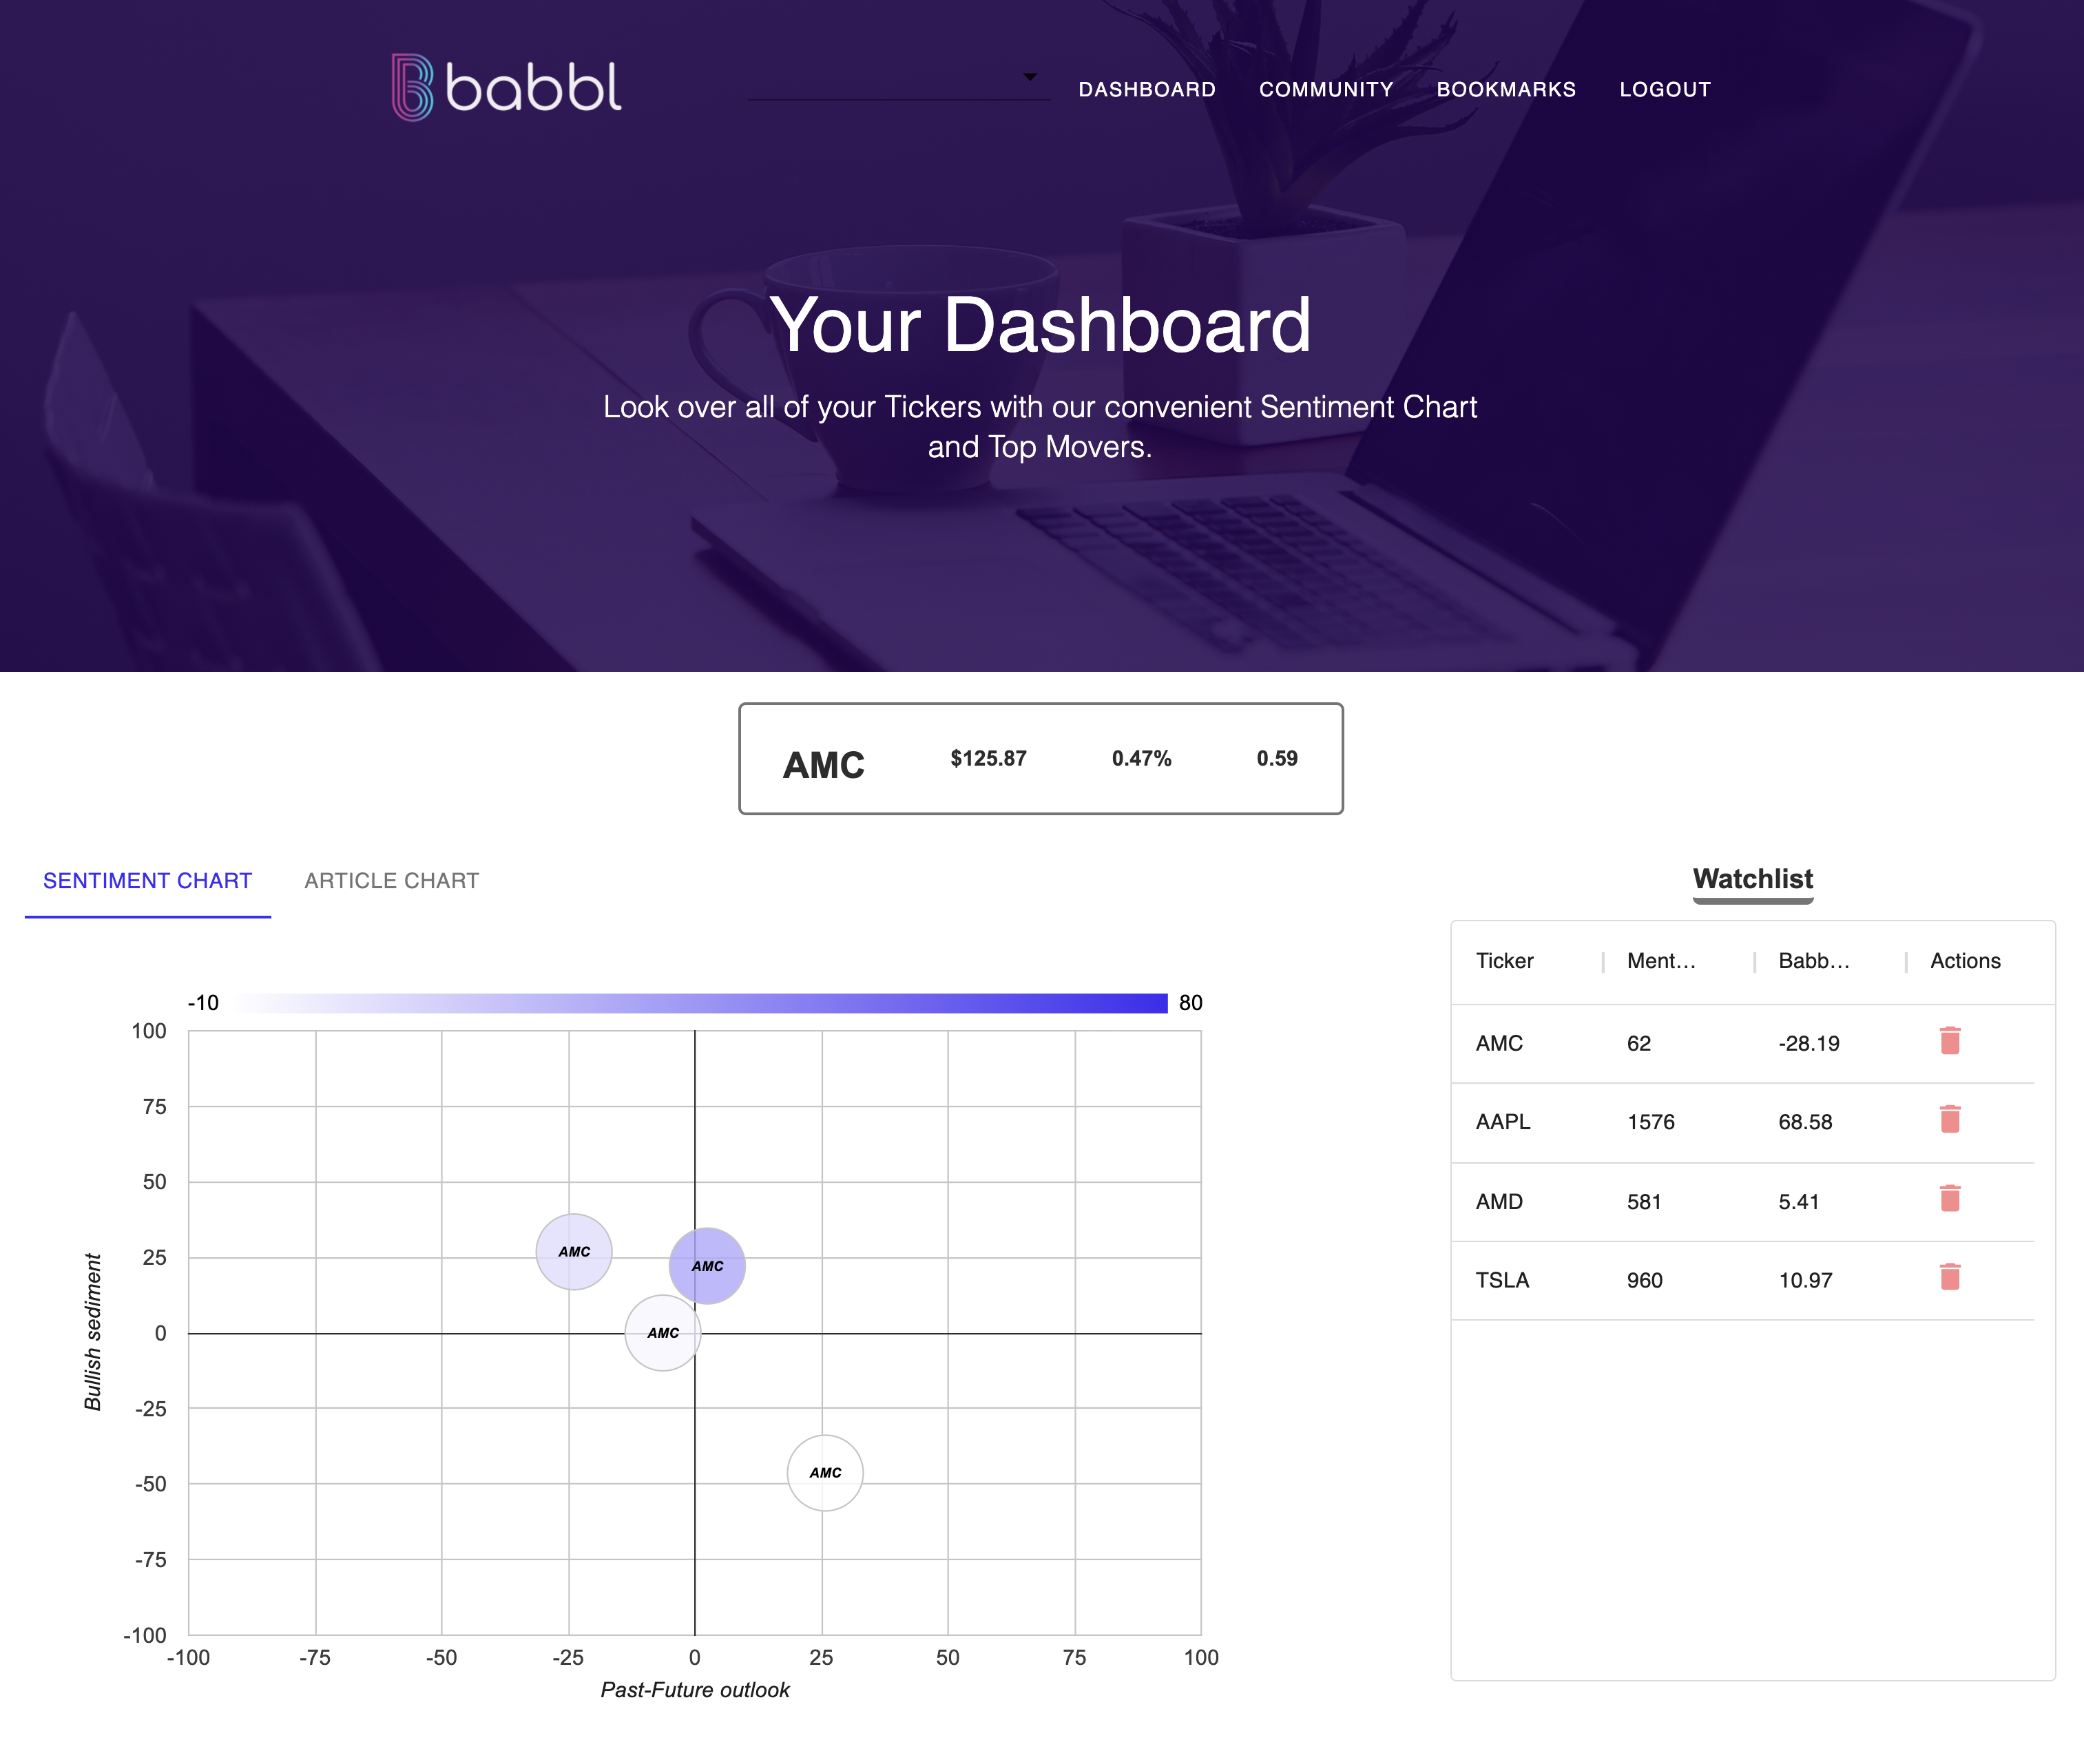 babbl
DASHBOARD COMMUNITY BOOKMARKS LOGOUT
Your Dashboard
Look over all of your Tickers with our convenient Sentiment Chart
and Top Movers.
AMC $125.87 0.47% 0.59
SENTIMENT CHART ARTICLE CHART
-10 80
100
75
50
25
0
-25
-50
-75
-100
Bullish sediment
AMC
AMC
AMC
AMC
-100 -75 -50 -25 0 25 50 75 100
Past-Future outlook
Watchlist
Ticker Ment... Babb... Actions
AMC 62 -28.19
AAPL 1576 68.58
AMD 581 5.41
TSLA 960 10.97